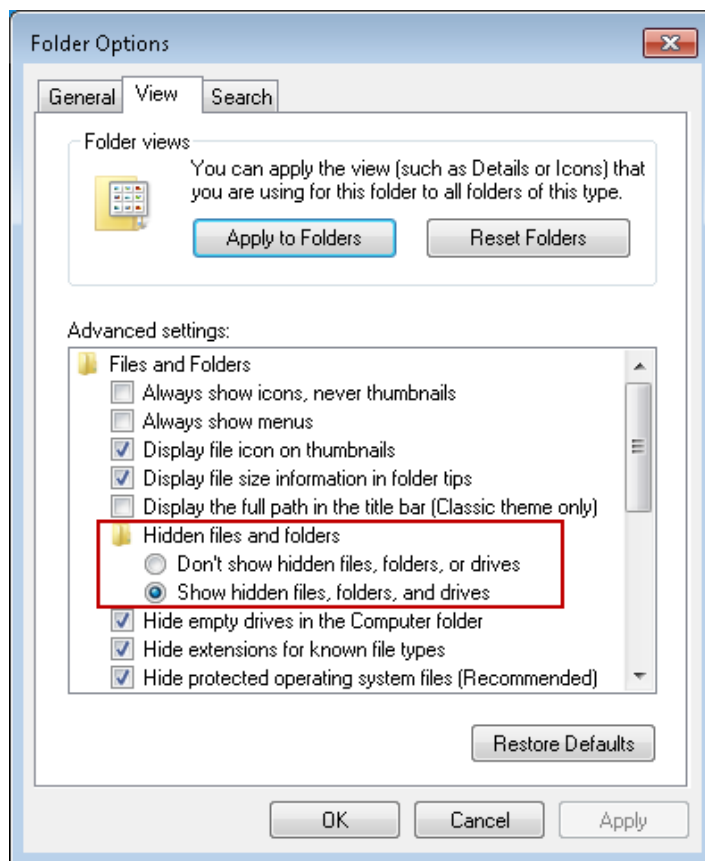 Folder Options
General
View
Search
Folder views
You can apply the view (such as Details or Icons) that
you are using for this folder to all folders of this type.
Apply to Folders
Reset Folders
Advanced settings:
Files and Folders
Always show icons, never thumbnails
Always show menus
Display file icon on thumbnails
Display file size information in folder tips
Display the full path in the title bar (Classic theme only)
Hidden files and folders
Don't show hidden files, folders, or drives
Show hidden files, folders, and drives
Hide empty drives in the Computer folder
Hide extensions for known file types
Hide protected operating system files (Recommended)
Restore Defaults
OK
Cancel
Apply